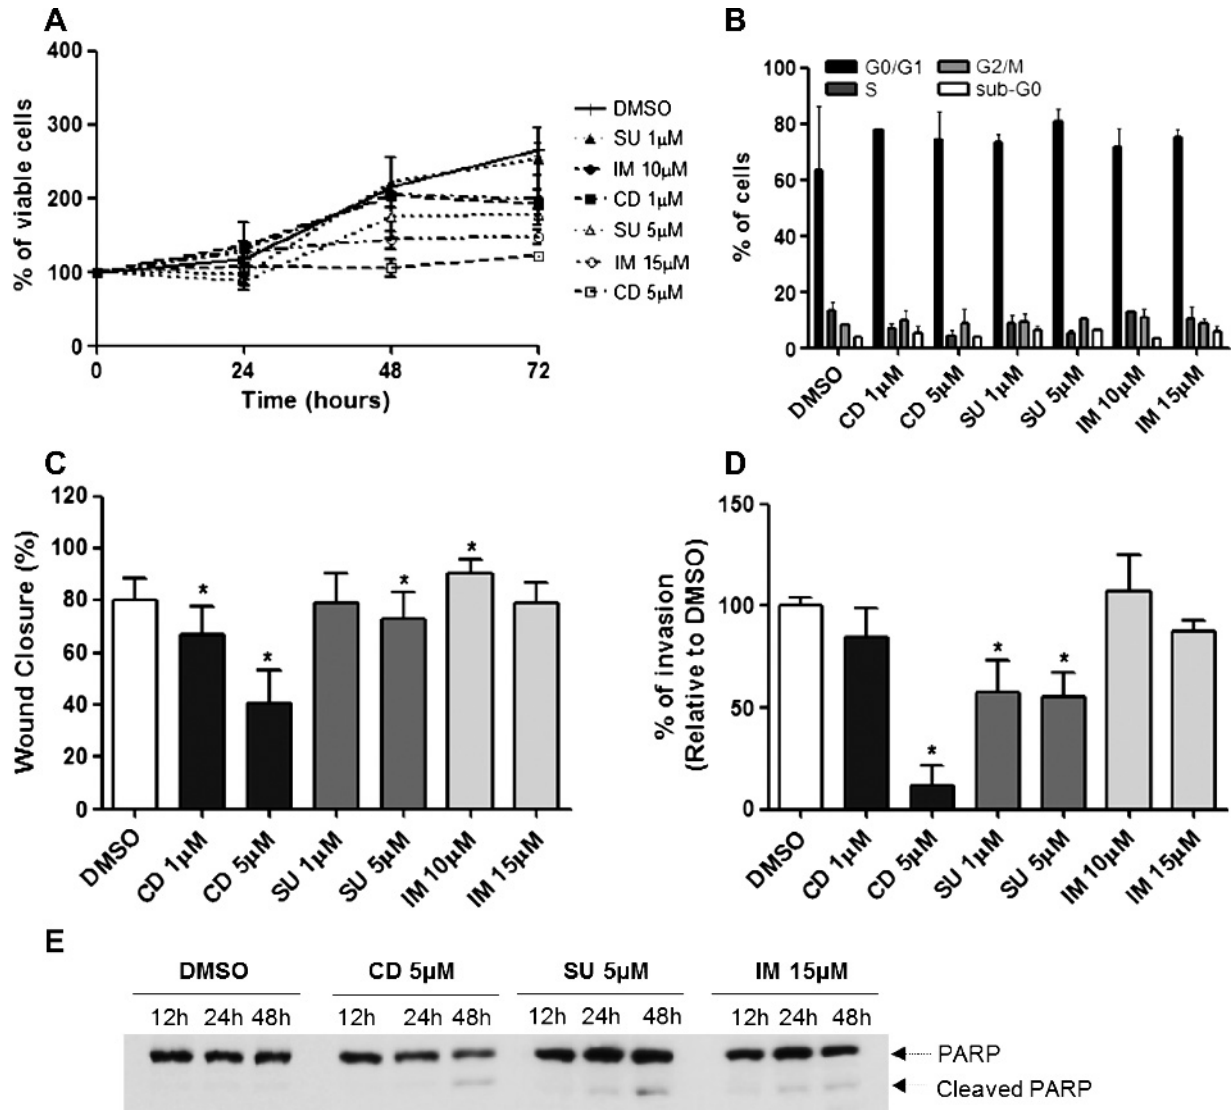 A
400
300
200
100
0
% of viable cells
0 24 48 72
Time (hours)
DMSO
SU 1µM
IM 10µM
CD 1µM
SU 5µM
IM 15µM
CD 5µM
B
100
80
60
40
20
0
% of cells
G0/G1 G2/M
S sub-G0
DMSO CD 1µM CD 5µM SU 1µM SU 5µM IM 10µM IM 15µM
C
120
100
80
60
40
20
0
Wound Closure (%)
* * * *
DMSO CD 1µM CD 5µM SU 1µM SU 5µM IM 10µM IM 15µM
D
150
100
50
0
% of invasion
(Relative to DMSO)
* * *
DMSO CD 1µM CD 5µM SU 1µM SU 5µM IM 10µM IM 15µM
E
DMSO CD 5µM SU 5µM IM 15µM
12h 24h 48h 12h 24h 48h 12h 24h 48h 12h 24h 48h
PARP
Cleaved PARP